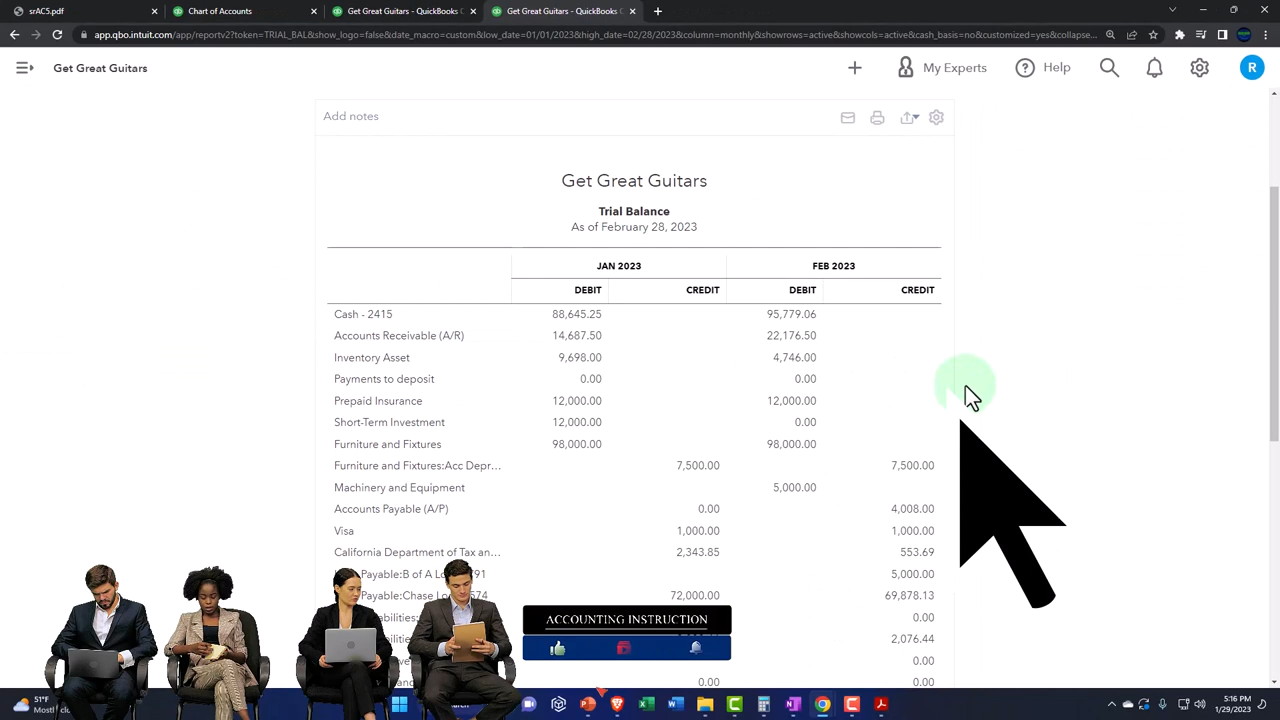 srAC5.pdf
Chart of Accounts
Get Great Guitars - QuickBooks C
Get Great Guitars - QuickBooks C
app.qbo.intuit.com/app/reportv2?token=TRIAL_BAL&show_logo=false&date_macro=custom&low_date=01/01/2023&high_date=02/28/2023&column=monthly&showrows=active&showcols=active&cash_basis=no&customized=yes&collapse...
Get Great Guitars
My Experts
Help
R
Add notes
Get Great Guitars
Trial Balance
As of February 28, 2023
JAN 2023 FEB 2023
DEBIT CREDIT DEBIT CREDIT
Cash - 2415 88,645.25 95,779.06
Accounts Receivable (A/R) 14,687.50 22,176.50
Inventory Asset 9,698.00 4,746.00
Payments to deposit 0.00 0.00
Prepaid Insurance 12,000.00 12,000.00
Short-Term Investment 12,000.00 0.00
Furniture and Fixtures 98,000.00 98,000.00
Furniture and Fixtures:Acc Depr... 7,500.00 7,500.00
Machinery and Equipment 5,000.00
Accounts Payable (A/P) 0.00 4,008.00
Visa 1,000.00 1,000.00
California Department of Tax an... 2,343.85 553.69
Payable:B of A 5,000.00
Payable:Chase 72,000.00 69,878.13
0.00
2,076.44
0.00
0.00 0.00
ACCOUNTING INSTRUCTION
51°F
5:16 PM
1/29/2023